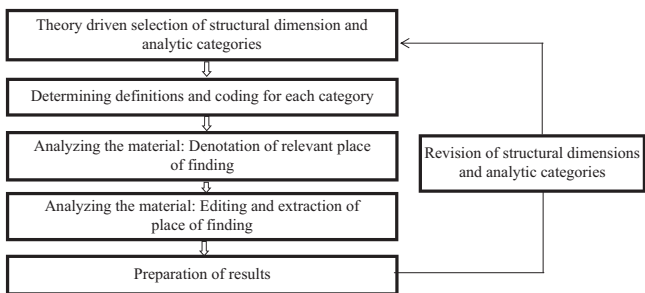 Theory driven selection of structural dimension and
analytic categories
Determining definitions and coding for each category
Analyzing the material: Denotation of relevant place
of finding
Analyzing the material: Editing and extraction of
place of finding
Preparation of results
Revision of structural dimensions
and analytic categories